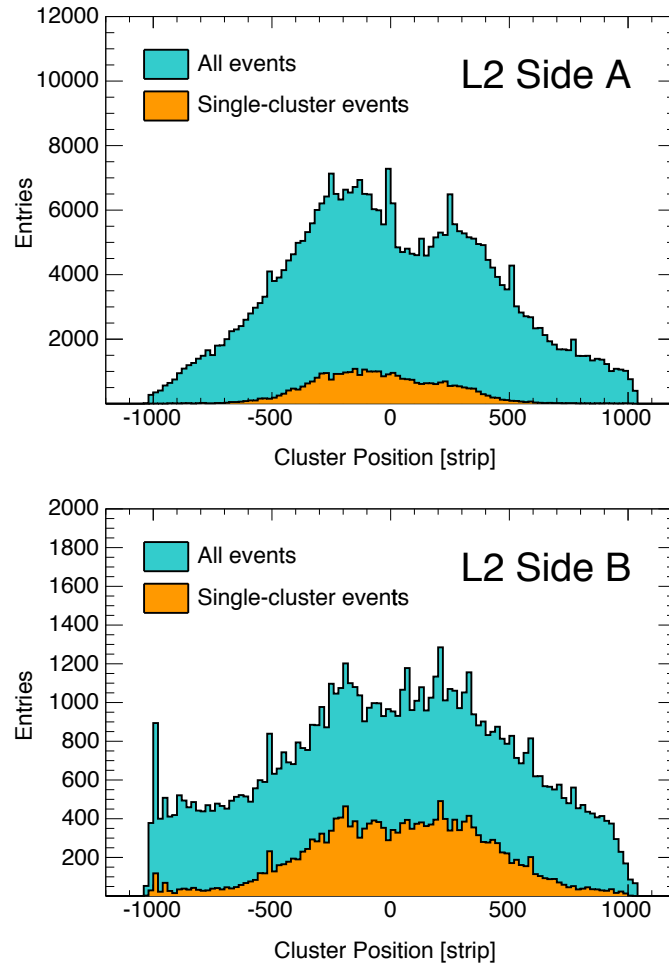 12000
10000
8000
6000
4000
2000
Entries
All events
Single-cluster events
L2 Side A
-1000 -500 0 500 1000
Cluster Position [strip]
2000
1800
1600
1400
1200
1000
800
600
400
200
Entries
All events
Single-cluster events
L2 Side B
-1000 -500 0 500 1000
Cluster Position [strip]